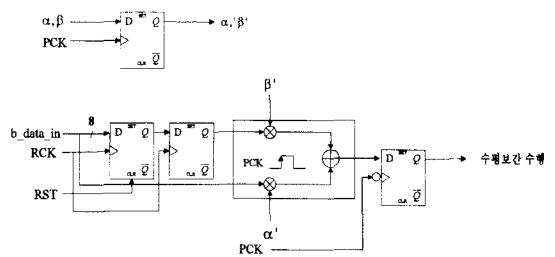 α,β
D SET Q
α,'β'
PCK
CLR Q
β'
b_data_in
8
D SET Q
D SET Q
RCK
CLR Q
CLR Q
PCK
D SET Q
수평보간 수행
CLR Q
RST
α'
PCK